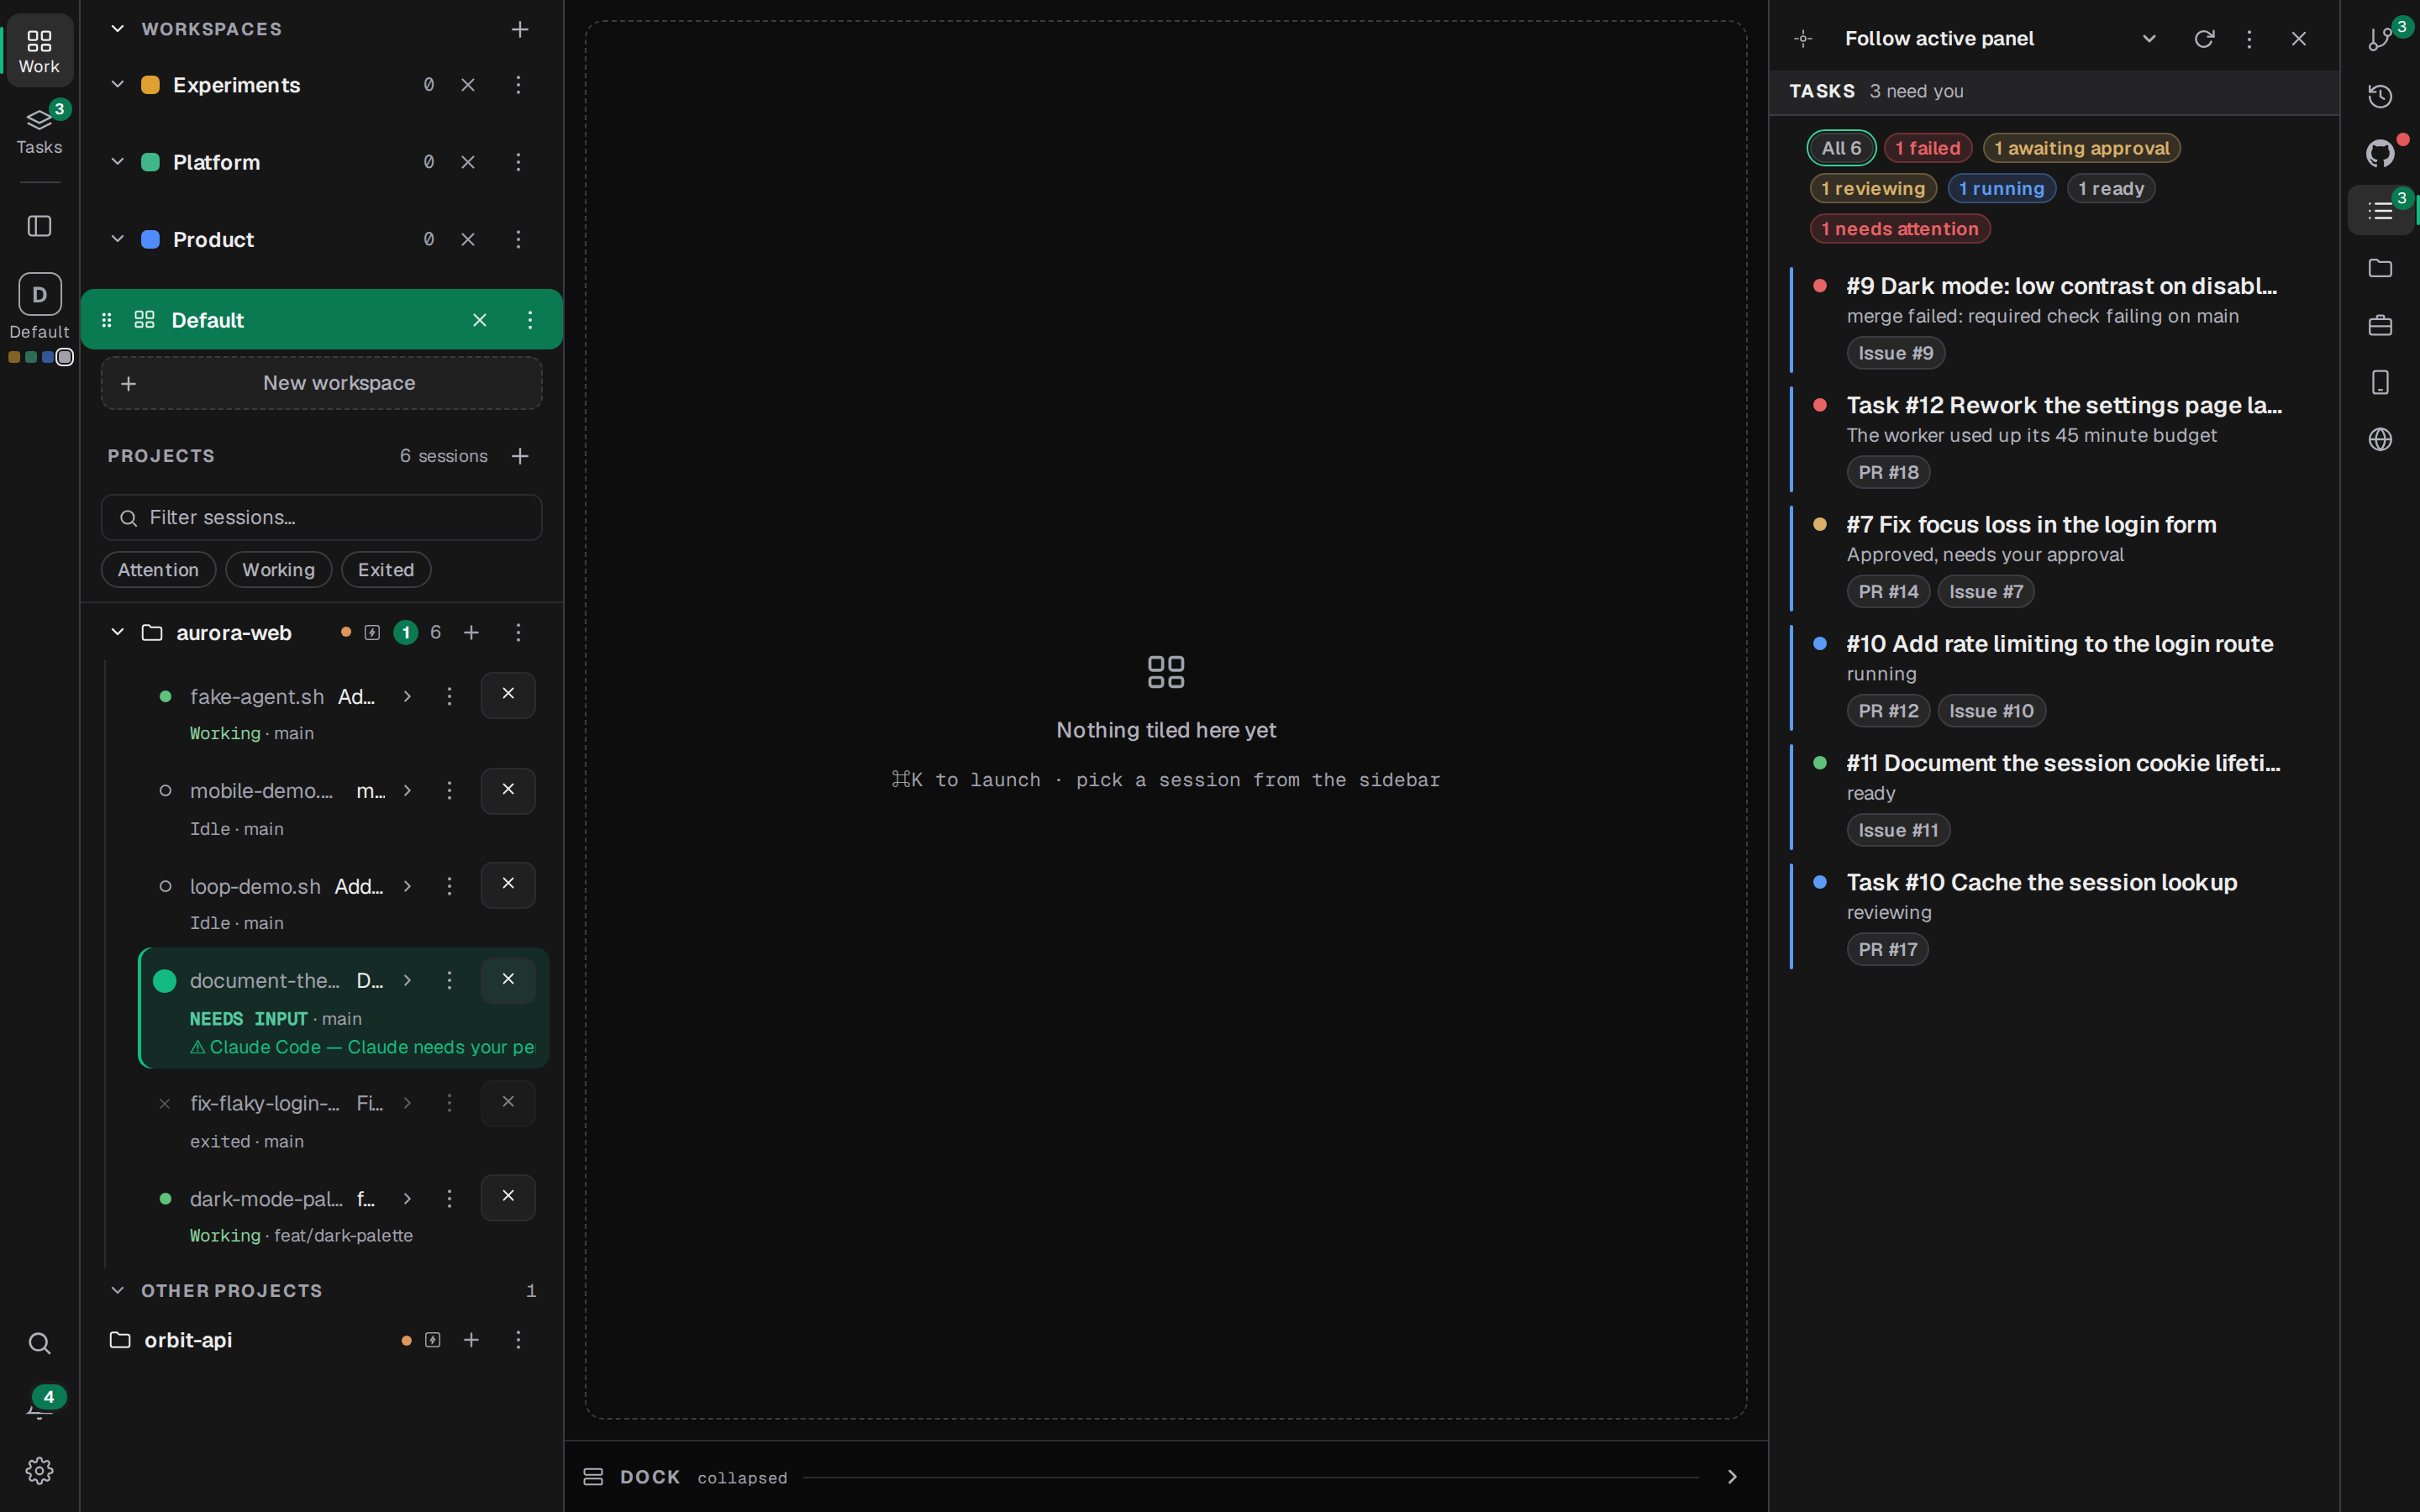 Work
3
Tasks
D
Default
4
WORKSPACES
Experiments 0
Platform 0
Product 0
Default
New workspace
PROJECTS 6 sessions
Filter sessions...
Attention Working Exited
aurora-web 1 6
fake-agent.sh Ad...
Working · main
mobile-demo.... m...
Idle · main
loop-demo.sh Add...
Idle · main
document-the... D...
NEEDS INPUT · main
⚠ Claude Code — Claude needs your pe
fix-flaky-login-... Fi...
exited · main
dark-mode-pal... f...
Working · feat/dark-palette
OTHER PROJECTS 1
orbit-api
Nothing tiled here yet
⌘K to launch · pick a session from the sidebar
DOCK collapsed
Follow active panel
TASKS 3 need you
All 6 1 failed 1 awaiting approval
1 reviewing 1 running 1 ready
1 needs attention
#9 Dark mode: low contrast on disabl...
merge failed: required check failing on main
Issue #9
Task #12 Rework the settings page la...
The worker used up its 45 minute budget
PR #18
#7 Fix focus loss in the login form
Approved, needs your approval
PR #14 Issue #7
#10 Add rate limiting to the login route
running
PR #12 Issue #10
#11 Document the session cookie lifeti...
ready
Issue #11
Task #10 Cache the session lookup
reviewing
PR #17
3
3